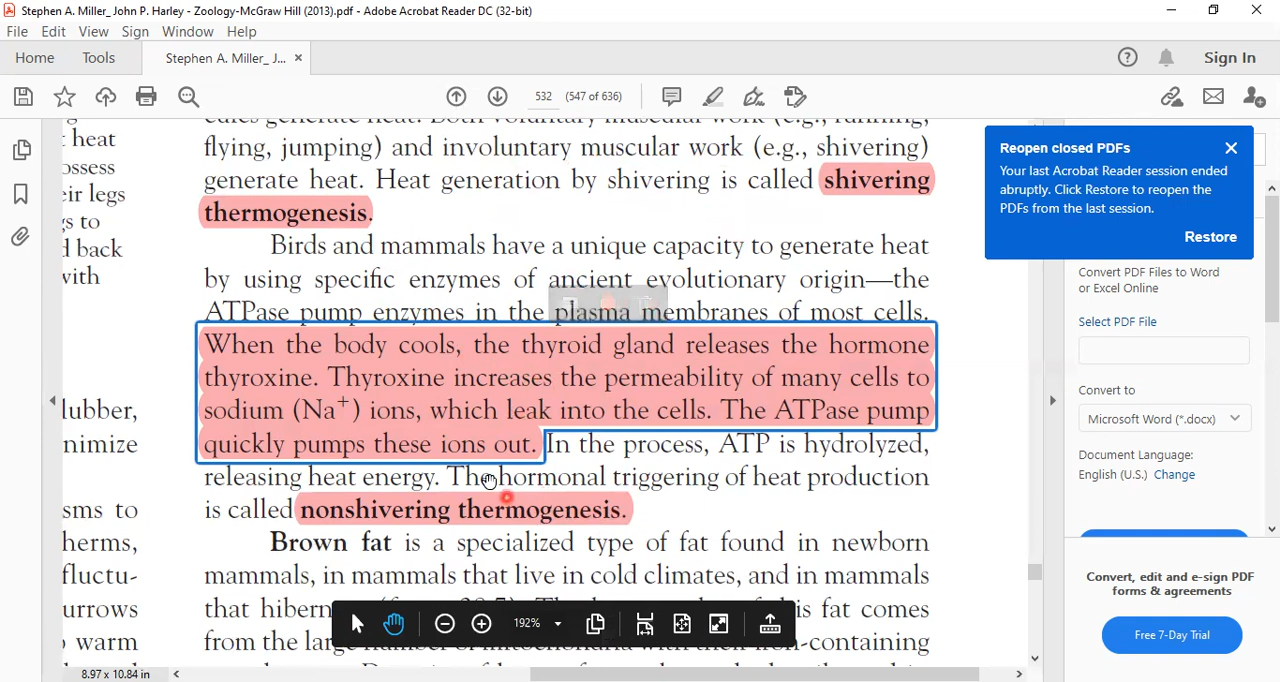 Stephen A. Miller_ John P. Harley - Zoology-McGraw Hill (2013).pdf - Adobe Acrobat Reader DC (32-bit)
File Edit View Sign Window Help
Home Tools Stephen A. Miller_ J... × Sign In
532 (547 of 636)
flying, jumping) and involuntary muscular work (e.g., shivering)
generate heat. Heat generation by shivering is called shivering
thermogenesis.
Birds and mammals have a unique capacity to generate heat
by using specific enzymes of ancient evolutionary origin—the
ATPase pump enzymes in the plasma membranes of most cells.
When the body cools, the thyroid gland releases the hormone
thyroxine. Thyroxine increases the permeability of many cells to
sodium (Na+) ions, which leak into the cells. The ATPase pump
quickly pumps these ions out. In the process, ATP is hydrolyzed,
releasing heat energy. The hormonal triggering of heat production
is called nonshivering thermogenesis.
Brown fat is a specialized type of fat found in newborn
mammals, in mammals that live in cold climates, and in mammals
that hibern
is fat comes
from the
-containing
heat
ossess
eir legs
gs to
d back
with
lubber,
nimize
sms to
herms,
fluctu-
urrows
warm
192%
8.97 x 10.84 in
Reopen closed PDFs
Your last Acrobat Reader session ended
abruptly. Click Restore to reopen the
PDFs from the last session.
Restore
Convert PDF Files to Word
or Excel Online
Select PDF File
Convert to
Microsoft Word (*.docx)
Document Language:
English (U.S.) Change
Convert, edit and e-sign PDF
forms & agreements
Free 7-Day Trial